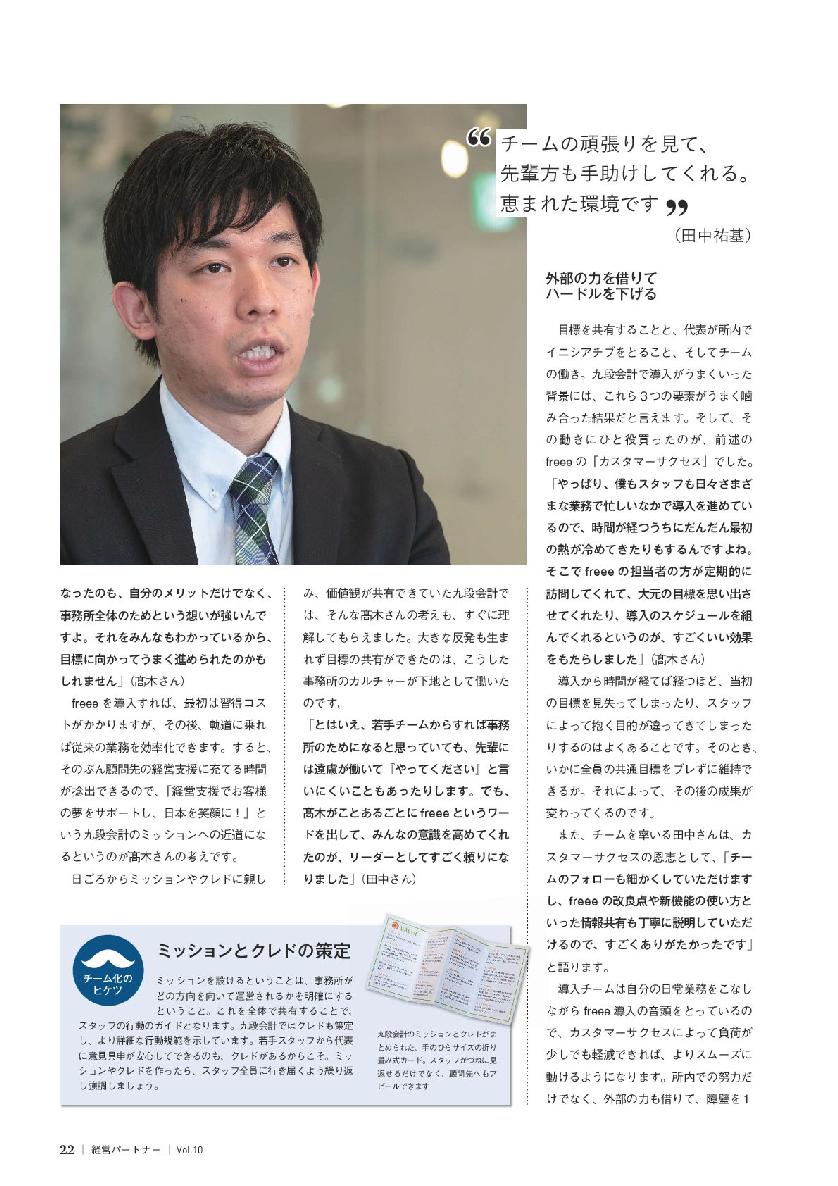 “チームの頑張りを見て、
先輩方も手助けしてくれる。
恵まれた環境です”
（田中祐基）
なったのも、自分のメリットだけでなく、
事務所全体のためという想いが強いんで
すよ。それをみんなもわかっているから、
目標に向かってうまく進められたのかも
しれません」（髙木さん）
freee を導入すれば、最初は習得コス
トがかかりますが、その後、軌道に乗れ
ば従来の業務を効率化できます。すると、
そのぶん顧問先の経営支援に充てる時間
が捻出できるので、「経営支援でお客様
の夢をサポートし、日本を笑顔に！」と
いう九段会計のミッションへの近道にな
るというのが髙木さんの考えです。
日ごろからミッションやクレドに親し
み、価値観が共有できていた九段会計で
は、そんな髙木さんの考えも、すぐに理
解してもらえました。大きな反発も生ま
れず目標の共有ができたのは、こうした
事務所のカルチャーが下地として働いた
のです。
「とはいえ、若手チームからすれば事務
所のためになると思っていても、先輩に
は遠慮が働いて『やってください』と言
いにくいこともあったりします。でも、
髙木がことあるごとに freee というワー
ドを出して、みんなの意識を高めてくれ
たのが、リーダーとしてすごく頼りにな
りました」（田中さん）
外部の力を借りて
ハードルを下げる
目標を共有することと、代表が所内で
イニシアチブをとること、そしてチーム
の働き。九段会計で導入がうまくいった
背景には、これら３つの要素がうまく噛
み合った結果だと言えます。そして、そ
の動きにひと役買ったのが、前述の
freee の「カスタマーサクセス」でした。
「やっぱり、僕もスタッフも日々さまざ
まな業務で忙しいなかで導入を進めてい
るので、時間が経つうちにだんだん最初
の熱が冷めてきたりもするんですよね。
そこで freee の担当者の方が定期的に
訪問してくれて、大元の目標を思い出さ
せてくれたり、導入のスケジュールを組
んでくれるというのが、すごくいい効果
をもたらしました」（髙木さん）
導入から時間が経てば経つほど、当初
の目標を見失ってしまったり、スタッフ
によって抱く目的が違ってきてしまった
りするのはよくあることです。そのとき、
いかに全員の共通目標をブレずに維持で
きるが。それによって、その後の成果が
変わってくるのです。
また、チームを率いる田中さんは、カ
スタマーサクセスの恩恵として、「チー
ムのフォローも細かくしていただけます
し、freee の改良点や新機能の使い方と
いった情報共有も丁寧に説明していただ
けるので、すごくありがたかったです」
と語ります。
導入チームは自分の日常業務をこなし
ながら freee 導入の音頭をとっているの
で、カスタマーサクセスによって負荷が
少しでも軽減できれば、よりスムーズに
動けるようになります。所内での努力だ
けでなく、外部の力も借りて、障壁を１
チーム化の
ヒケツ
ミッションとクレドの策定
ミッションを設けるということは、事務所が
どの方向を向いて運営されるかを明確にする
ということ。これを全体で共有することで、
スタッフの行動のガイドとなります。九段会計ではクレドも策定
し、より詳細な行動規範を示しています。若手スタッフから代表
に意見具申が安心してできるのも、クレドがあるからこそ。ミッ
ションやクレドを作ったら、スタッフ全員に行き届くよう繰り返
し強調しましょう。
九段会計のミッションとクレドがま
とめられた、手のひらサイズの折り
畳み式カード。スタッフがつねに見
返せるだけでなく、顧問先へもア
ピールできます
22 | 経営パートナー | Vol.10